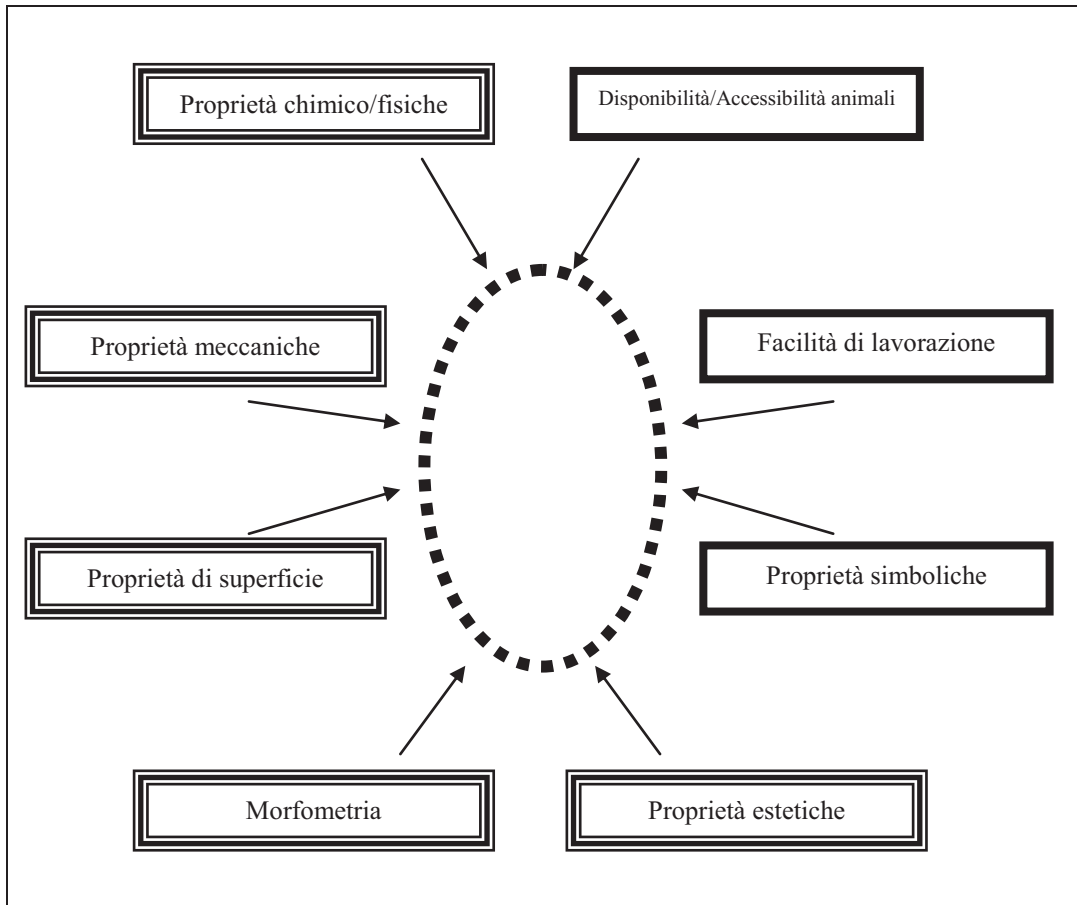 Proprietà chimico/fisiche
Disponibilità/Accessibilità animali
Proprietà meccaniche
Facilità di lavorazione
Proprietà di superficie
Proprietà simboliche
Morfometria
Proprietà estetiche